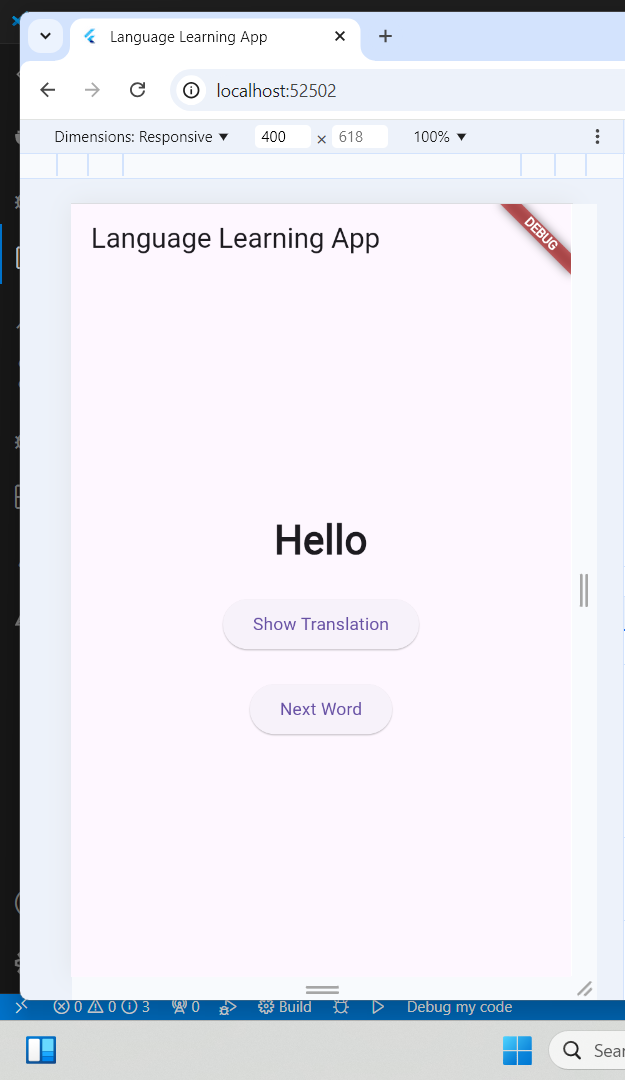 Language Learning App
localhost:52502
Dimensions: Responsive 400 × 618 100%
Language Learning App
DEBUG
Hello
Show Translation
Next Word
0 0 3 0 Build Debug my code
Sear